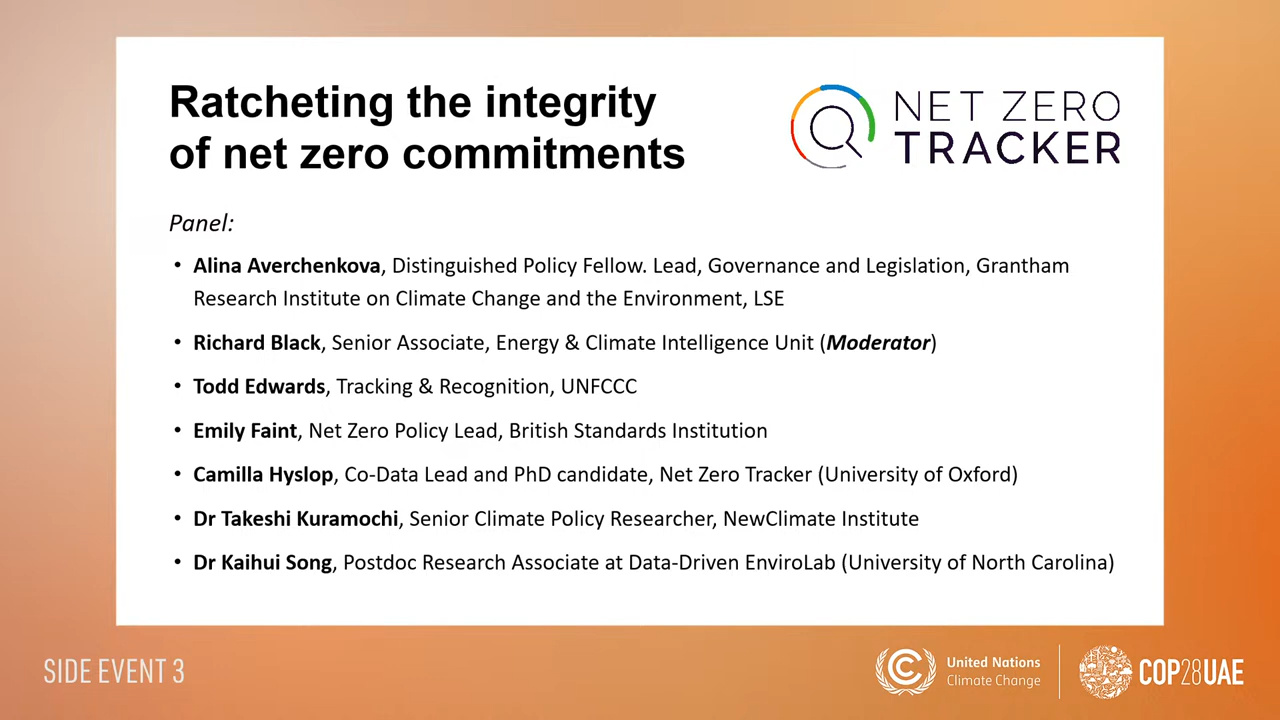 Ratcheting the integrity
of net zero commitments
NET ZERO
TRACKER
Panel:
• Alina Averchenkova, Distinguished Policy Fellow. Lead, Governance and Legislation, Grantham
Research Institute on Climate Change and the Environment, LSE
• Richard Black, Senior Associate, Energy & Climate Intelligence Unit (Moderator)
• Todd Edwards, Tracking & Recognition, UNFCCC
• Emily Faint, Net Zero Policy Lead, British Standards Institution
• Camilla Hyslop, Co-Data Lead and PhD candidate, Net Zero Tracker (University of Oxford)
• Dr Takeshi Kuramochi, Senior Climate Policy Researcher, NewClimate Institute
• Dr Kaihui Song, Postdoc Research Associate at Data-Driven EnviroLab (University of North Carolina)
SIDE EVENT 3
United Nations
Climate Change
COP28UAE